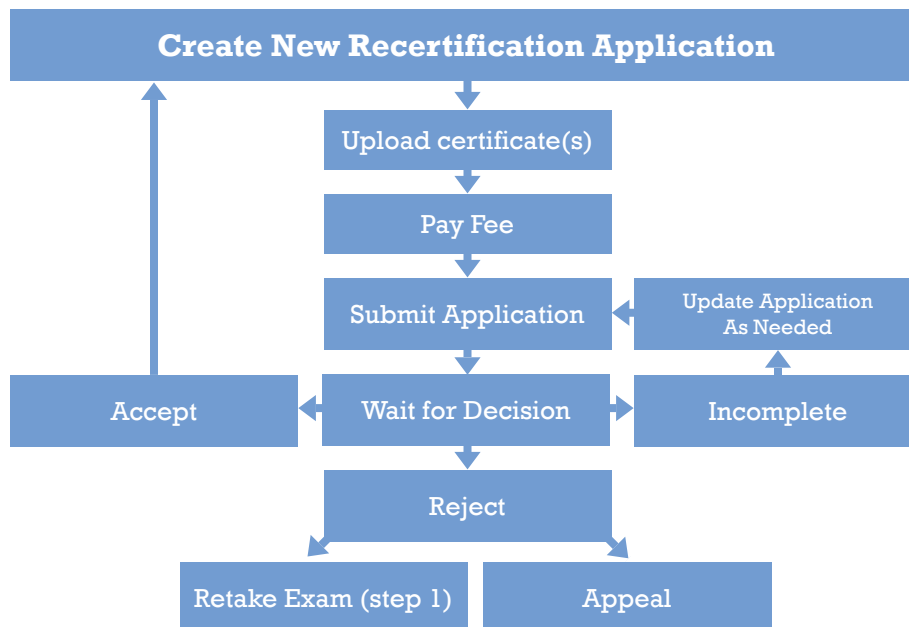 Create New Recertification Application
Upload certificate(s)
Pay Fee
Submit Application
Update Application
As Needed
Accept
Wait for Decision
Incomplete
Reject
Retake Exam (step 1)
Appeal